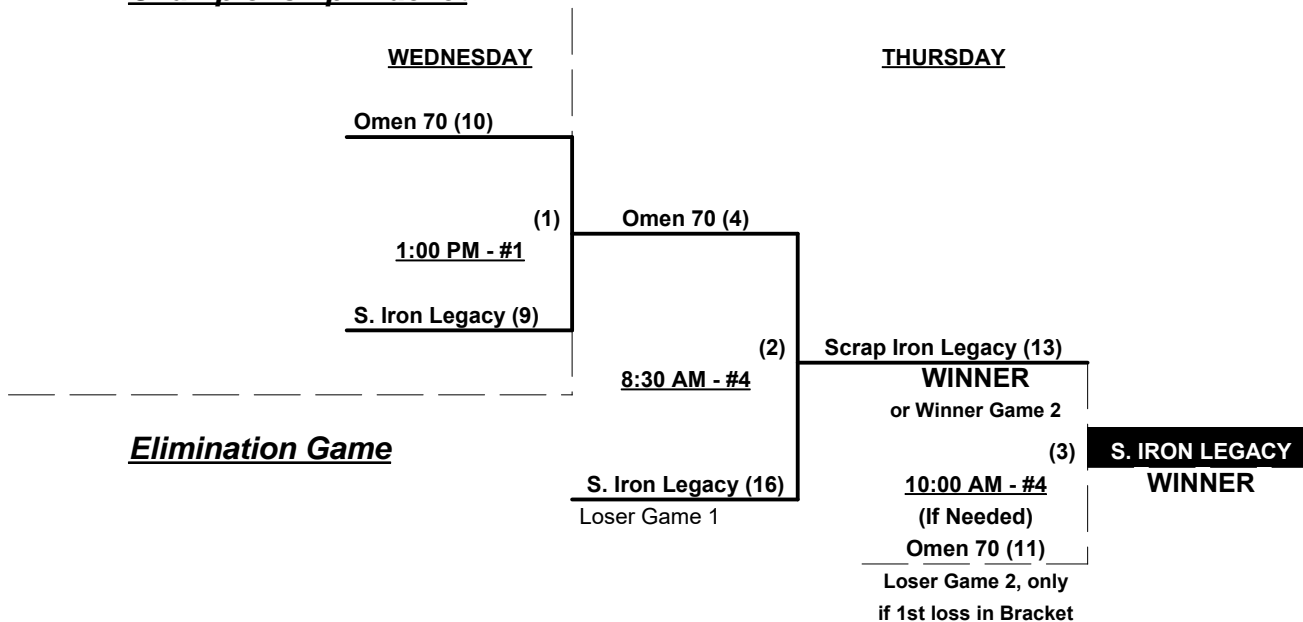 WEDNESDAY
THURSDAY
Omen 70 (10)
(1)
Omen 70 (4)
1:00 PM - #1
S. Iron Legacy (9)
(2)
Scrap Iron Legacy (13)
8:30 AM - #4
WINNER
or Winner Game 2
Elimination Game
(3)
S. IRON LEGACY
S. Iron Legacy (16)
10:00 AM - #4
WINNER
Loser Game 1
(If Needed)
Omen 70 (11)
Loser Game 2, only
if 1st loss in Bracket